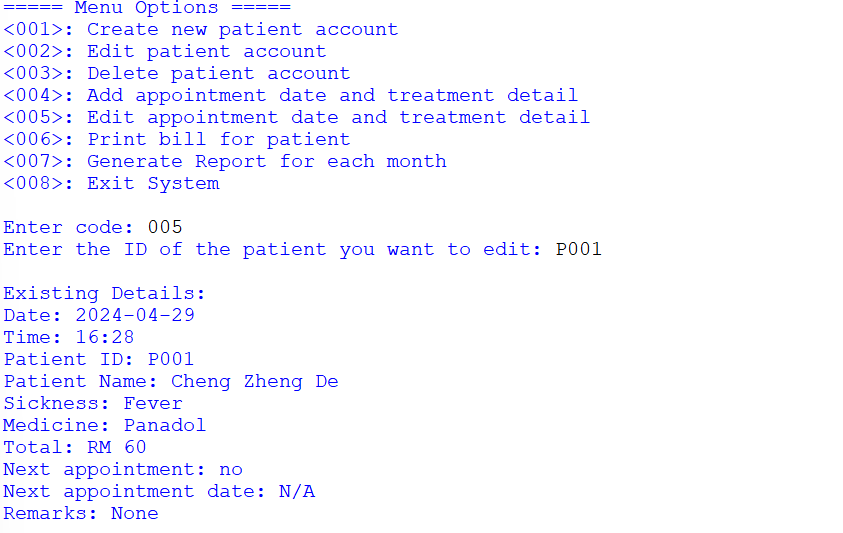 ===== Menu Options =====
<001>: Create new patient account
<002>: Edit patient account
<003>: Delete patient account
<004>: Add appointment date and treatment detail
<005>: Edit appointment date and treatment detail
<006>: Print bill for patient
<007>: Generate Report for each month
<008>: Exit System
Enter code: 005
Enter the ID of the patient you want to edit: P001
Existing Details:
Date: 2024-04-29
Time: 16:28
Patient ID: P001
Patient Name: Cheng Zheng De
Sickness: Fever
Medicine: Panadol
Total: RM 60
Next appointment: no
Next appointment date: N/A
Remarks: None